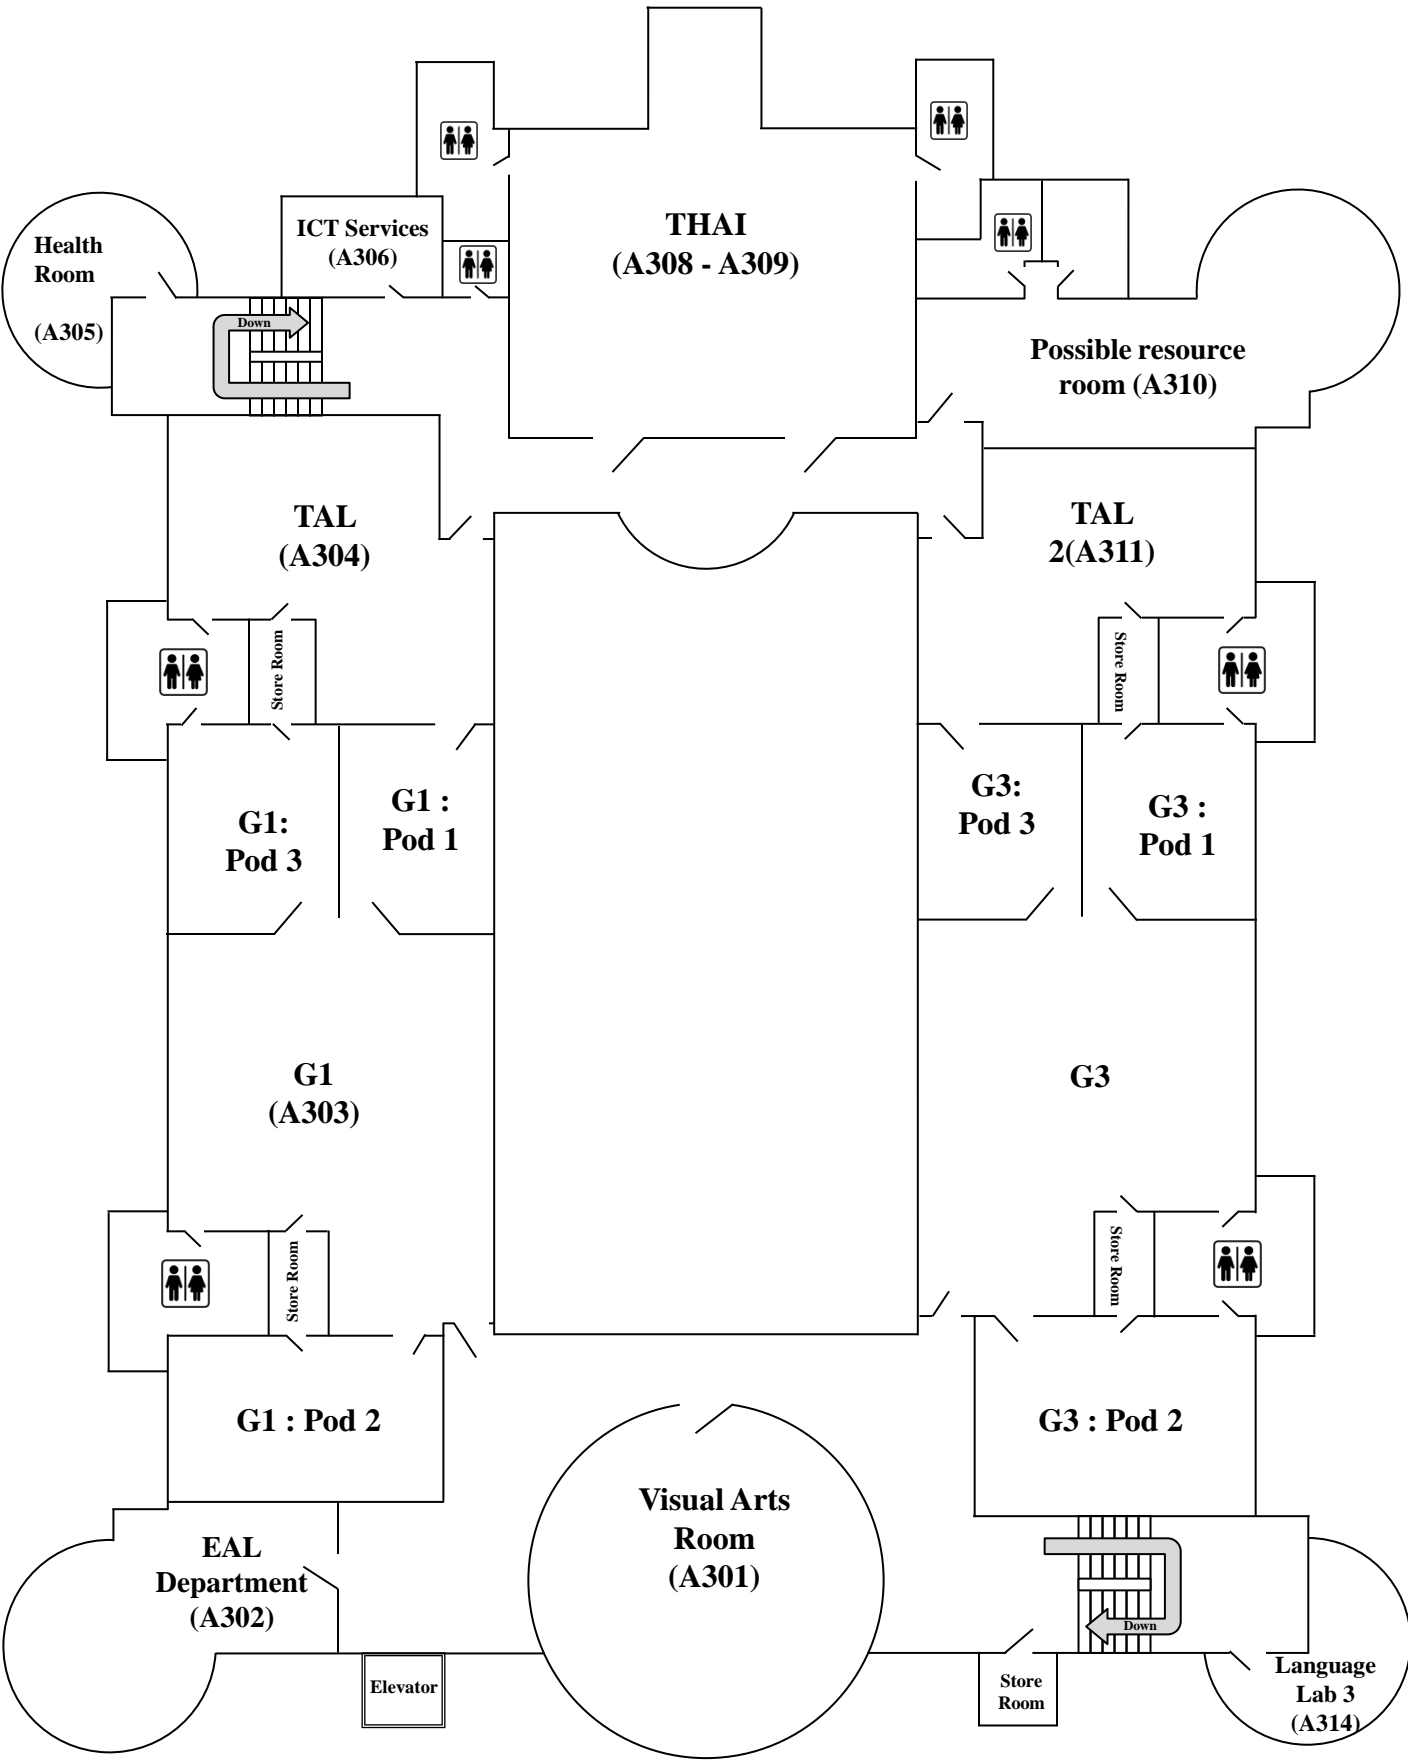 THAI
(A308 - A309)
ICT Services
(A306)
Health
Room
(A305)
Down
Possible resource
room (A310)
TAL
(A304)
TAL
2(A311)
Store Room
Store Room
G1:
Pod 3
G1 :
Pod 1
G3:
Pod 3
G3 :
Pod 1
G1
(A303)
G3
Store Room
Store Room
G1 : Pod 2
G3 : Pod 2
Visual Arts
Room
(A301)
EAL
Department
(A302)
Down
Elevator
Store
Room
Language
Lab 3
(A314)